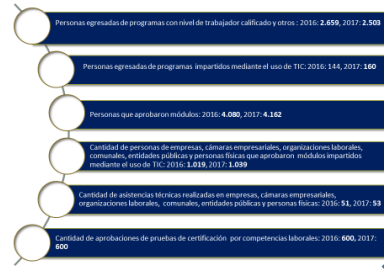 Personas egresadas de programas con nivel de trabajador calificado y otros : 2016: 2.659, 2017: 2.503
Personas egresadas de programas impartidos mediante el uso de TIC: 2016: 144, 2017: 160
Personas que aprobaron módulos: 2016: 4.080, 2017: 4.162
Cantidad de personas de empresas, cámaras empresariales, organizaciones laborales,
comunales, entidades públicas y personas físicas que aprobaron módulos impartidos
mediante el uso de TIC: 2016: 1.019, 2017: 1.039
Cantidad de asistencias técnicas realizadas en empresas, cámaras empresariales,
organizaciones laborales, comunales, entidades públicas y personas físicas: 2016: 51, 2017: 53
Cantidad de aprobaciones de pruebas de certificación por competencias laborales: 2016: 600, 2017:
600